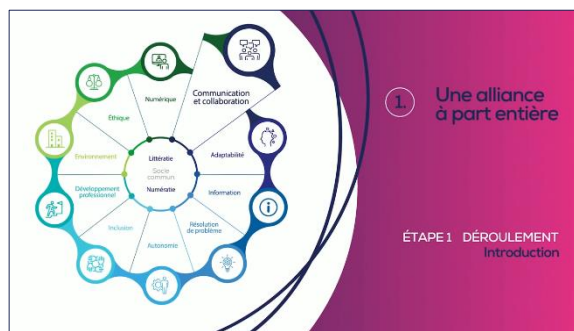 Communication
et collaboration
Numérique
Éthique
Environnement
Développement
professionnel
Inclusion
Autonomie
Résolution
de problème
Information
Adaptabilité
Littératie
Socle
commun
Numératie
1. Une alliance
à part entière
ÉTAPE 1 DÉROULEMENT
Introduction